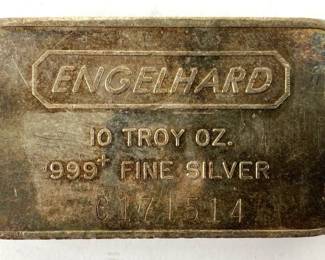 ENGELHARD
10 TROY OZ.
999+ FINE SILVER
C171514